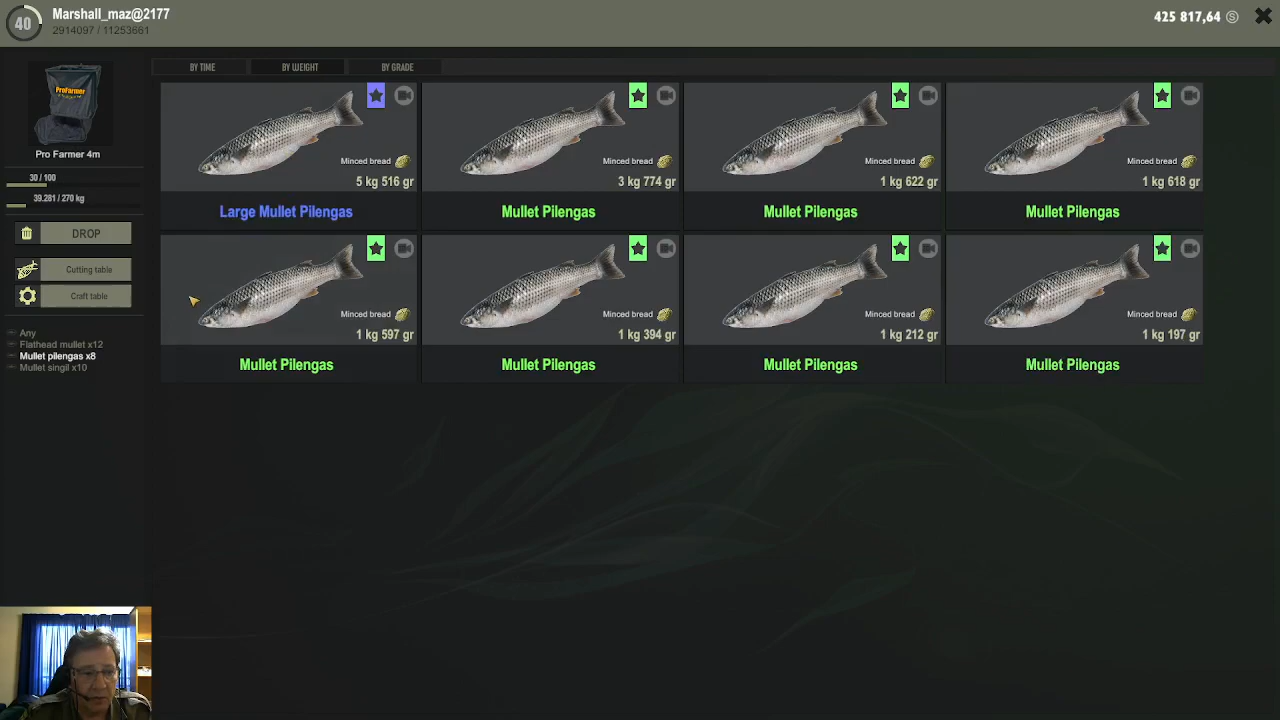 40
Marshall_maz@2177
2914097 / 11253661
425 817,64 S
BY TIME
BY WEIGHT
BY GRADE
ProFarmer
Pro Farmer 4m
30 / 100
39.281 / 270 kg
DROP
Cutting table
Craft table
Any
Flathead mullet x12
Mullet pilengas x8
Mullet singil x10
Minced bread
5 kg 516 gr
Large Mullet Pilengas
Minced bread
3 kg 774 gr
Mullet Pilengas
Minced bread
1 kg 622 gr
Mullet Pilengas
Minced bread
1 kg 618 gr
Mullet Pilengas
Minced bread
1 kg 597 gr
Mullet Pilengas
Minced bread
1 kg 394 gr
Mullet Pilengas
Minced bread
1 kg 212 gr
Mullet Pilengas
Minced bread
1 kg 197 gr
Mullet Pilengas